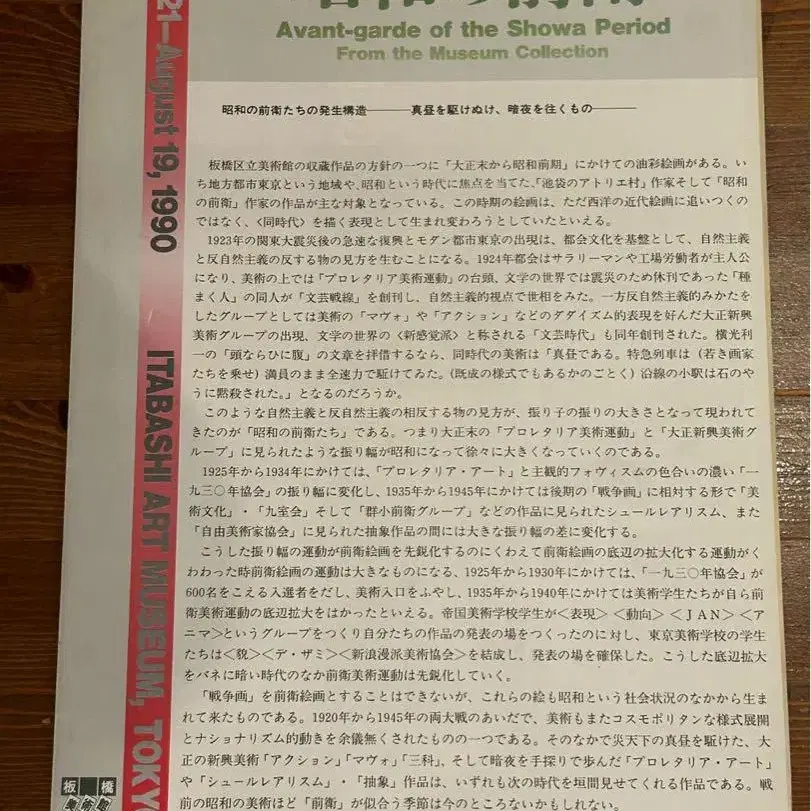 昭和の前衛
Avant-garde of the Showa Period
From the Museum Collection
21—August 19, 1990
ITABASHI ART MUSEUM, TOKY
昭和の前衛たちの発生構造―――真昼を駆けぬけ、暗夜を往くもの―――
板橋区立美術館の収蔵作品の方針の一つに「大正末から昭和前期」にかけての油彩絵画がある。い
ち地方都市東京という地域や、昭和という時代に焦点を当てた、「池袋のアトリエ村」作家そして「昭和
の前衛」作家の作品が主な対象となっている。この時期の絵画は、ただ西洋の近代絵画に追いつくの
ではなく、〈同時代〉を描く表現として生まれ変わろうとしていたといえる。
1923年の関東大震災後の急速な復興とモダン都市東京の出現は、都会文化を基盤として、自然主義
と反自然主義の反する物の見方を生むことになる。1924年都会はサラリーマンや工場労働者が主人公
になり、美術の上では「プロレタリア美術運動」の台頭、文学の世界では震災のため休刊であった「種
まく人」の同人が「文芸戦線」を創刊し、自然主義的視点で世相をみた。一方反自然主義的みかたを
したグループとしては美術の「マヴォ」や「アクション」などのダダイズム的表現を好んだ大正新興
美術グループの出現、文学の世界の〈新感覚派〉と称される「文芸時代」も同年創刊された。横光利
一の「頭ならびに腹」の文章を拝借するなら、同時代の美術は「真昼である。特急列車は（若き画家
たちを乗せ）満員のまま全速力で駆けてみた。（既成の様式でもあるかのごとく）沿線の小駅は石のや
うに黙殺された。」となるのだろうか。
このような自然主義と反自然主義の相反する物の見方が、振り子の振りの大きさとなって現われて
きたのが「昭和の前衛たち」である。つまり大正末の「プロレタリア美術運動」と「大正新興美術グ
ループ」に見られたような振り幅が昭和になって徐々に大きくなっていくのである。
1925年から1934年にかけては、「プロレタリア・アート」と主観的フォヴィスムの色合いの濃い「一
九三〇年協会」の振り幅に変化し、1935年から1945年にかけては後期の「戦争画」に相対する形で「美
術文化」・「九室会」そして「群小前衛グループ」などの作品に見られたシュールレアリスム、また
「自由美術家協会」に見られた抽象作品の間には大きな振り幅の差に変化する。
こうした振り幅の運動が前衛絵画を先鋭化するのにくわえて前衛絵画の底辺の拡大化する運動がく
わわった時前衛絵画の運動は大きなものになる、1925年から1930年にかけては、「一九三〇年協会」が
600名をこえる入選者をだし、美術人口をふやし、1935年から1940年にかけては美術学生たちが自ら前
衛美術運動の底辺拡大をはかったといえる。帝国美術学校学生が＜表現＞＜動向＞＜JAN＞＜ア
ニマ＞というグループをつくり自分たちの作品の発表の場をつくったのに対し、東京美術学校の学生
たちは＜貌＞＜デ・ザミ＞＜新浪漫派美術協会＞を結成し、発表の場を確保した。こうした底辺拡大
をバネに暗い時代のなか前衛美術運動は先鋭化していく。
「戦争画」を前衛絵画とすることはできないが、これらの絵も昭和という社会状況のなかから生ま
れて来たものである。1920年から1945年の両大戦のあいだで、美術もまたコスモポリタンな様式展開
とナショナリズム的動きを余儀無くされたものの一つである。そのなかで炎天下の真昼を駆けた、大
正の新興美術「アクション」「マヴォ」「三科」、そして暗夜を手探りで歩んだ「プロレタリア・アート」
や「シュールレアリスム」・「抽象」作品は、いずれも次の時代を垣間見せてくれる作品である。戦
前の昭和の美術ほど「前衛」が似合う季節は今のところないかもしれない。
板橋